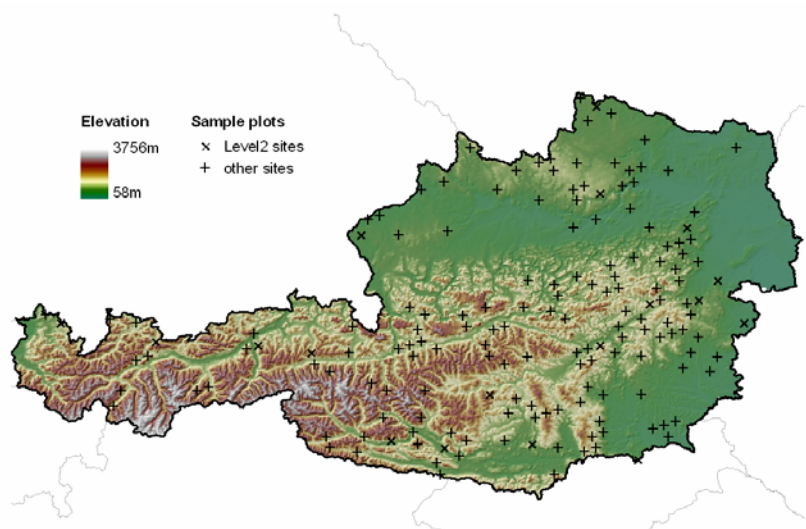 Elevation
3756m
58m
Sample plots
Level2 sites
other sites